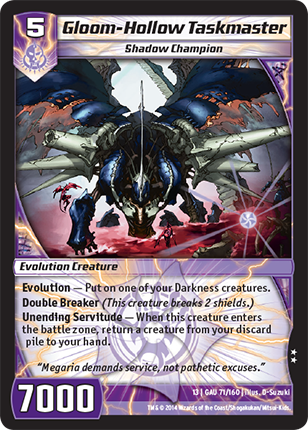 5
Gloom-Hollow Taskmaster
Shadow Champion
Evolution Creature
Evolution — Put on one of your Darkness creatures.
Double Breaker (This creature breaks 2 shields.)
Unending Servitude — When this creature enters
the battle zone, return a creature from your discard
pile to your hand.
"Megaria demands service, not pathetic excuses."
7000
13 | GAU 71/160 | Illus. D-Suzuki
TM & © 2014 Wizards of the Coast/Shogakukan/Mitsui-Kids.